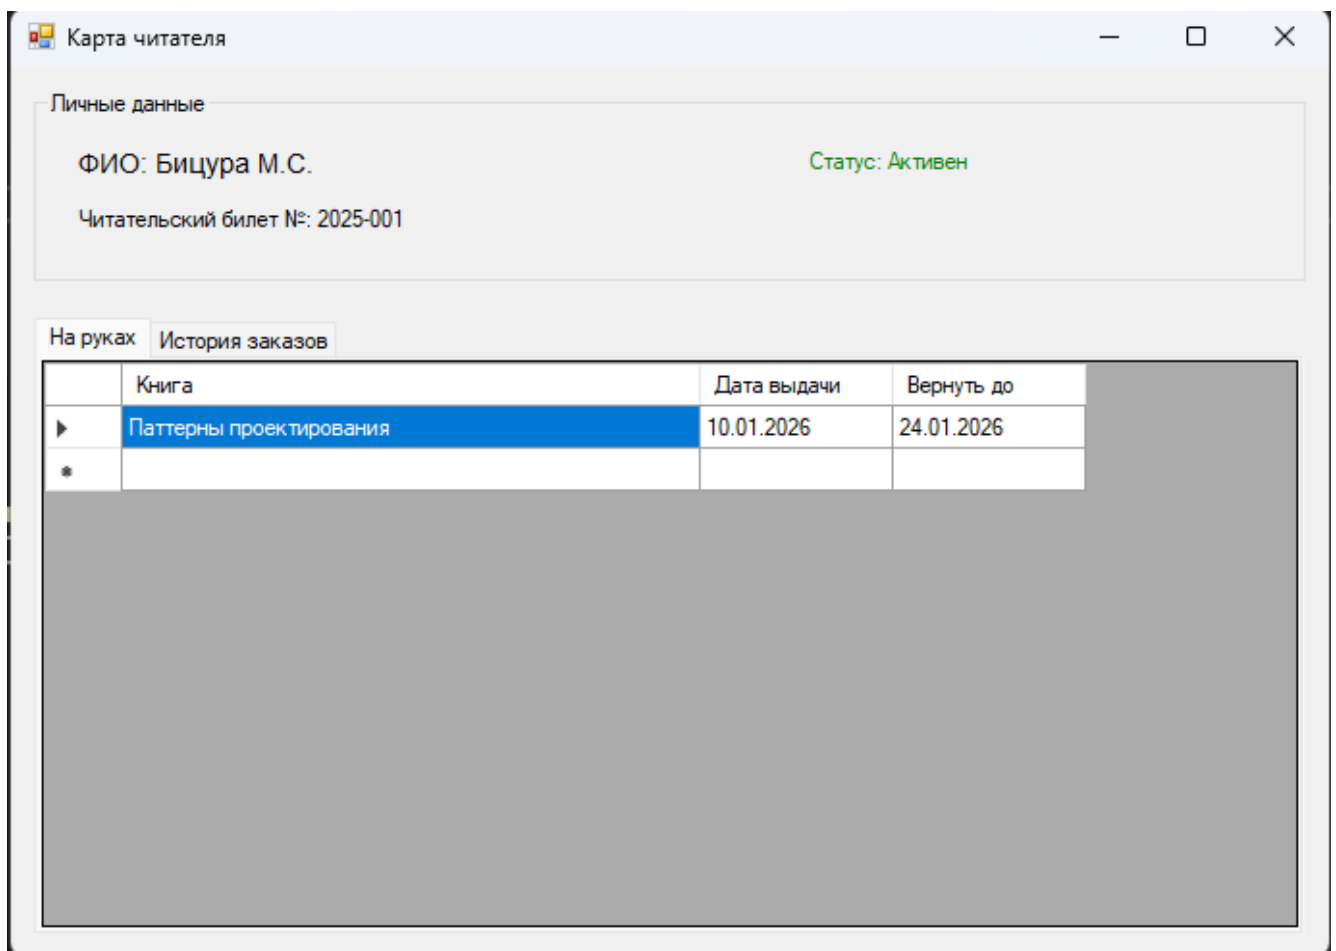 Карта читателя
Личные данные
ФИО: Бицура М.С.
Статус: Активен
Читательский билет №: 2025-001
На руках История заказов
Книга Дата выдачи Вернуть до
Паттерны проектирования 10.01.2026 24.01.2026